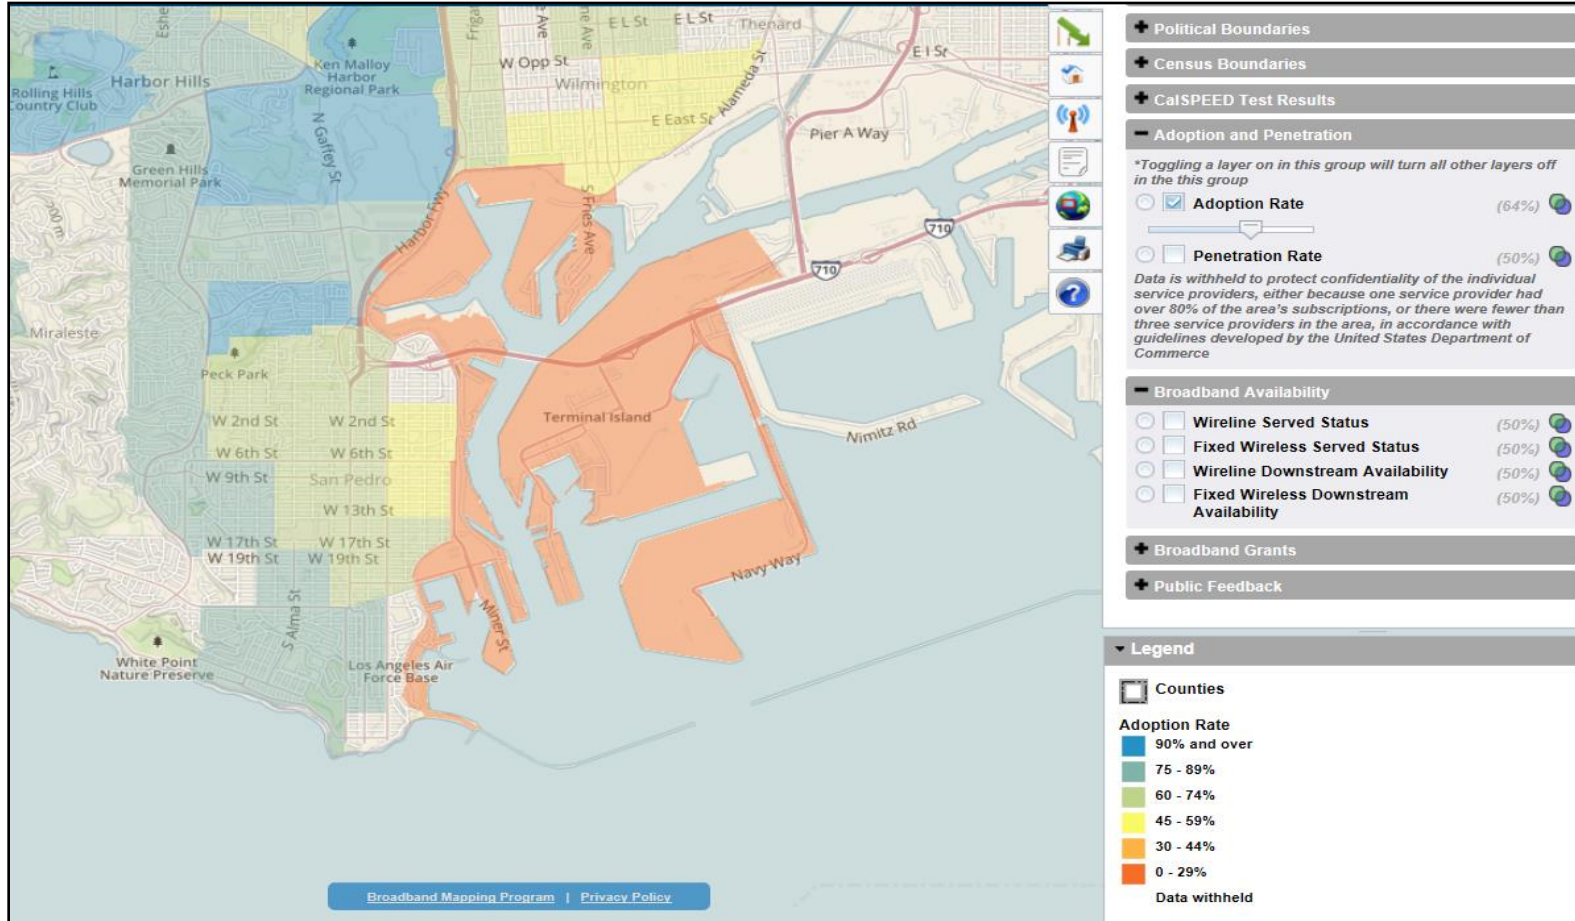 Eshe
Frigat
ne Ave
Ave
E L St
E L St
Thenard
Ken Malloy
Harbor
Regional Park
W Opp St
E I St
Harbor Hills
Wilmington
Rolling Hills
Country Club
N Gaffey St
E East St
Alameda St
Pier A Way
Green Hills
Memorial Park
200 m
Harbor Fwy
S Fries Ave
710
710
Miraleste
Peck Park
W 2nd St
W 2nd St
Terminal Island
Nimitz Rd
W 6th St
W 6th St
W 9th St
San Pedro
W 13th St
W 17th St
W 17th St
W 19th St
W 19th St
Navy Way
S Alma St
Miner St
White Point
Nature Preserve
Los Angeles Air
Force Base
Broadband Mapping Program | Privacy Policy
Political Boundaries
Census Boundaries
CalSPEED Test Results
Adoption and Penetration
*Toggling a layer on in this group will turn all other layers off
in the this group
Adoption Rate (64%)
Penetration Rate (50%)
Data is withheld to protect confidentiality of the individual
service providers, either because one service provider had
over 80% of the area's subscriptions, or there were fewer than
three service providers in the area, in accordance with
guidelines developed by the United States Department of
Commerce
Broadband Availability
Wireline Served Status (50%)
Fixed Wireless Served Status (50%)
Wireline Downstream Availability (50%)
Fixed Wireless Downstream (50%)
Availability
Broadband Grants
Public Feedback
Legend
Counties
Adoption Rate
90% and over
75 - 89%
60 - 74%
45 - 59%
30 - 44%
0 - 29%
Data withheld